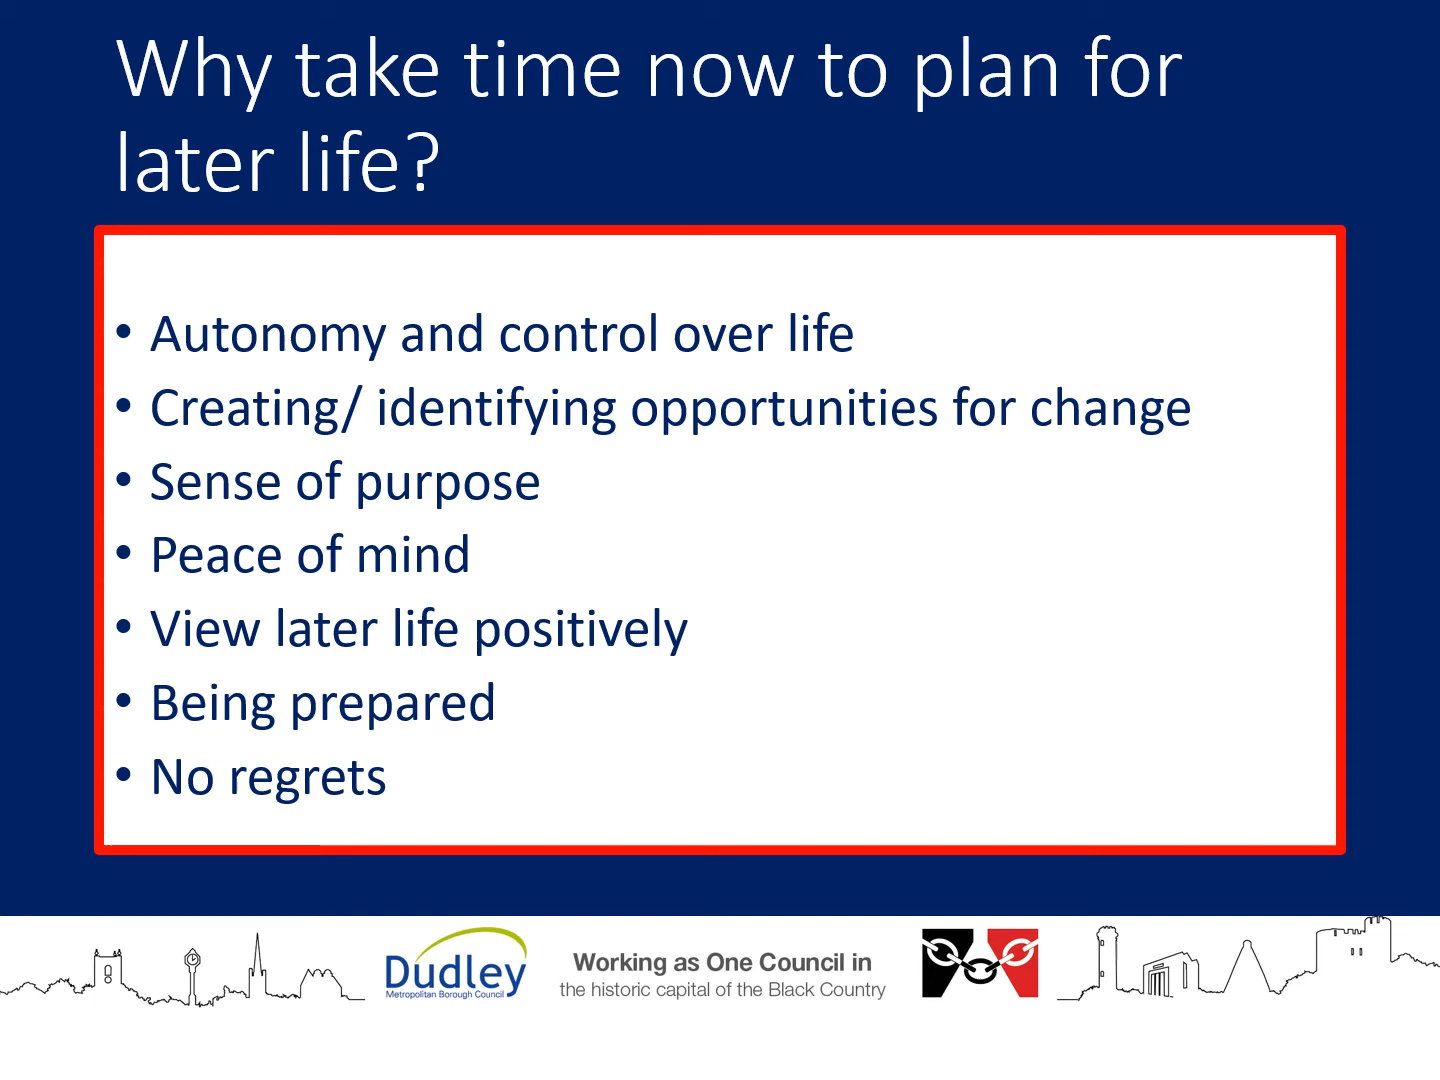 Why take time now to plan for
later life?
• Autonomy and control over life
• Creating/ identifying opportunities for change
• Sense of purpose
• Peace of mind
• View later life positively
• Being prepared
• No regrets
Dudley
Metropolitan Borough Council
Working as One Council in
the historic capital of the Black Country